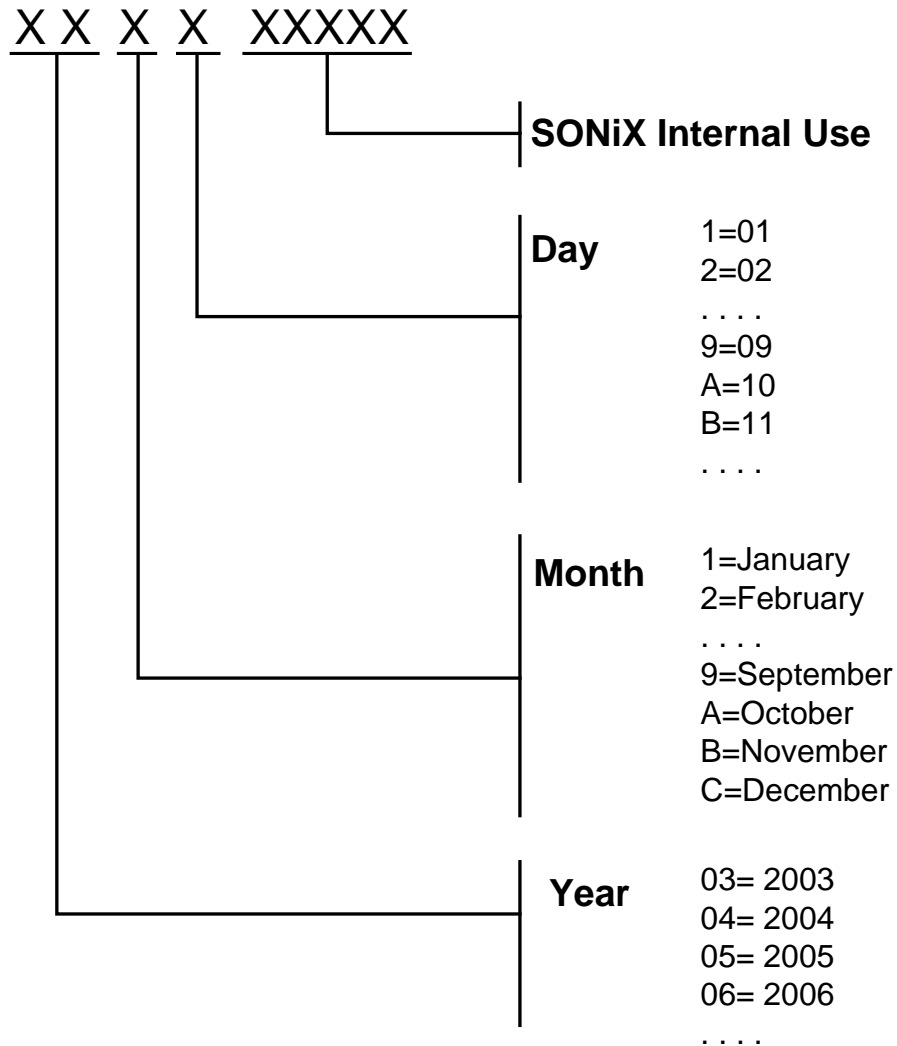 X X X X XXXXX
SONiX Internal Use
Day
1=01
2=02
. . . .
9=09
A=10
B=11
. . . .
Month
1=January
2=February
. . . .
9=September
A=October
B=November
C=December
Year
03= 2003
04= 2004
05= 2005
06= 2006
. . . .